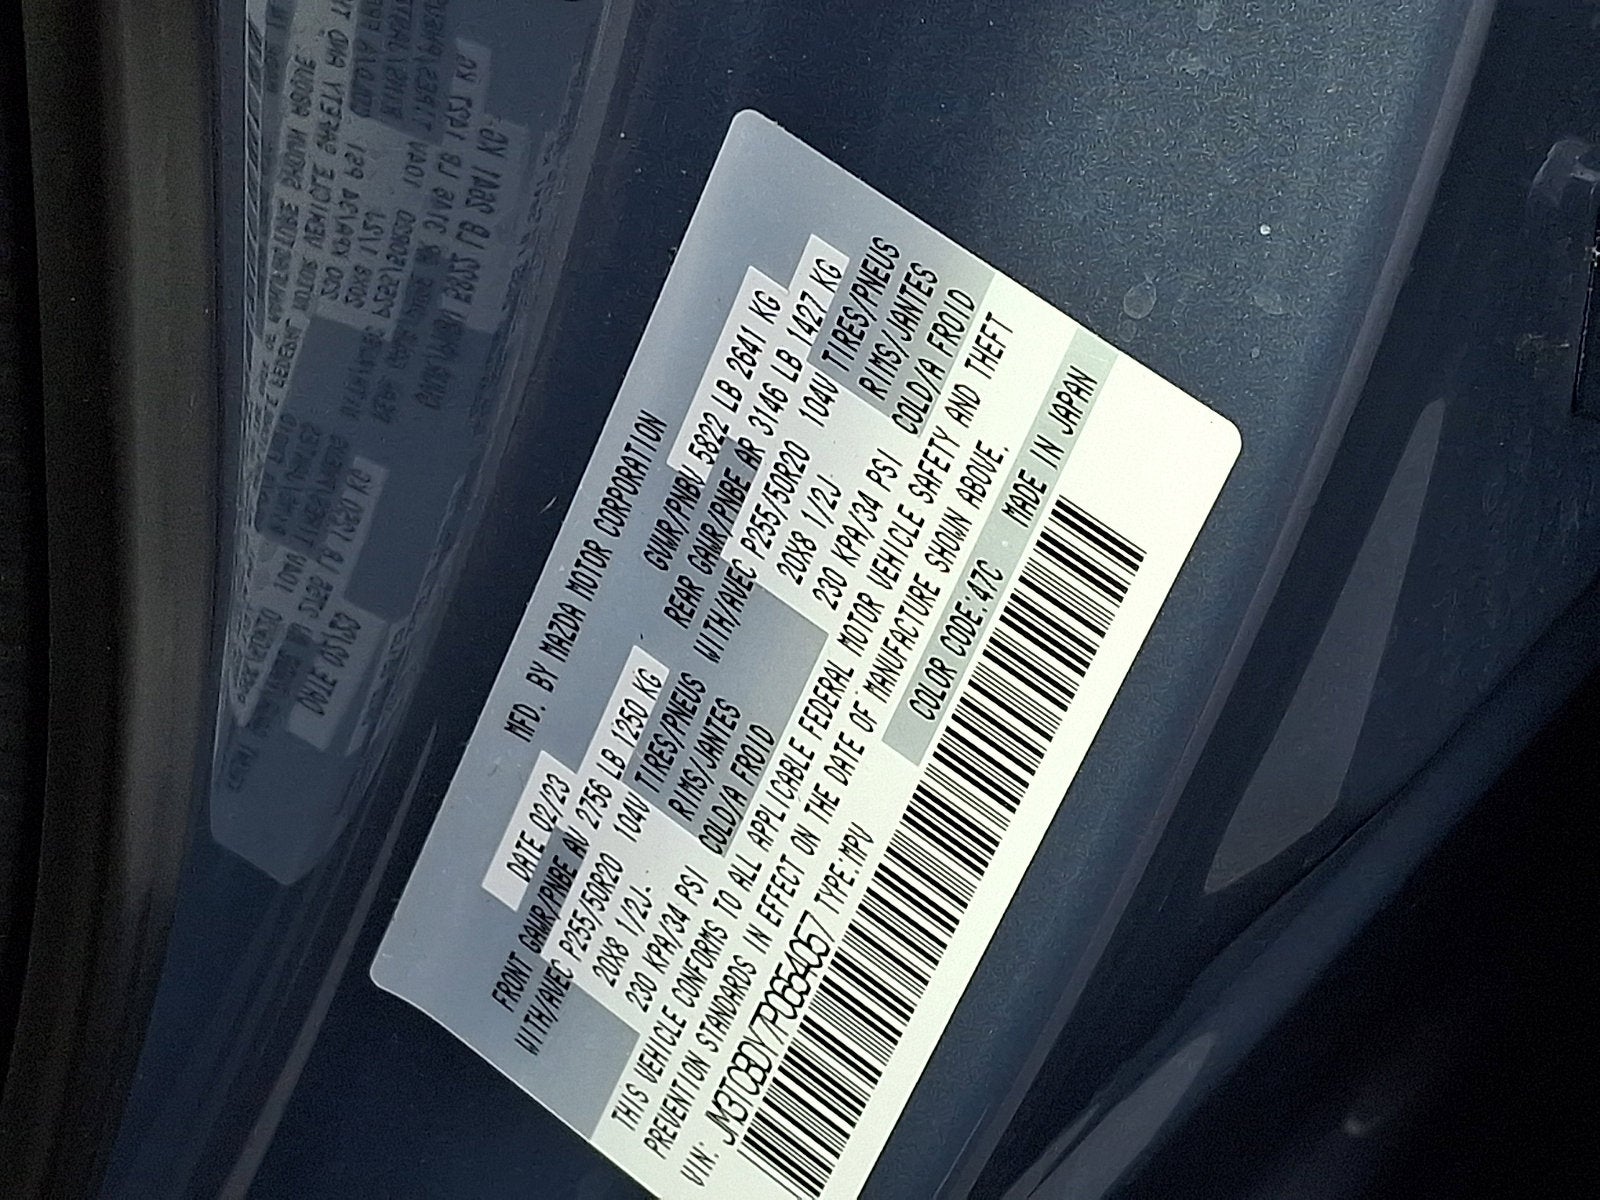 MFD. BY MAZDA MOTOR CORPORATION
DATE 02/23 GVWR/PNBV 5822 LB 2641 KG
FRONT GAWR/PNBE AV 2756 LB 1250 KG REAR GAWR/PNBE AR 3146 LB 1427 KG
WITH/AVEC P255/50R20 104V TIRES/PNEUS WITH/AVEC P255/50R20 104V TIRES/PNEUS
20X8 1/2J- RIMS/JANTES 20X8 1/2J- RIMS/JANTES
230 KPA/34 PSI COLD/A FROID 230 KPA/34 PSI COLD/A FROID
THIS VEHICLE CONFORMS TO ALL APPLICABLE FEDERAL MOTOR VEHICLE SAFETY AND THEFT
PREVENTION STANDARDS IN EFFECT ON THE DATE OF MANUFACTURE SHOWN ABOVE.
VIN: TYPE:MPV COLOR CODE:47C MADE IN JAPAN